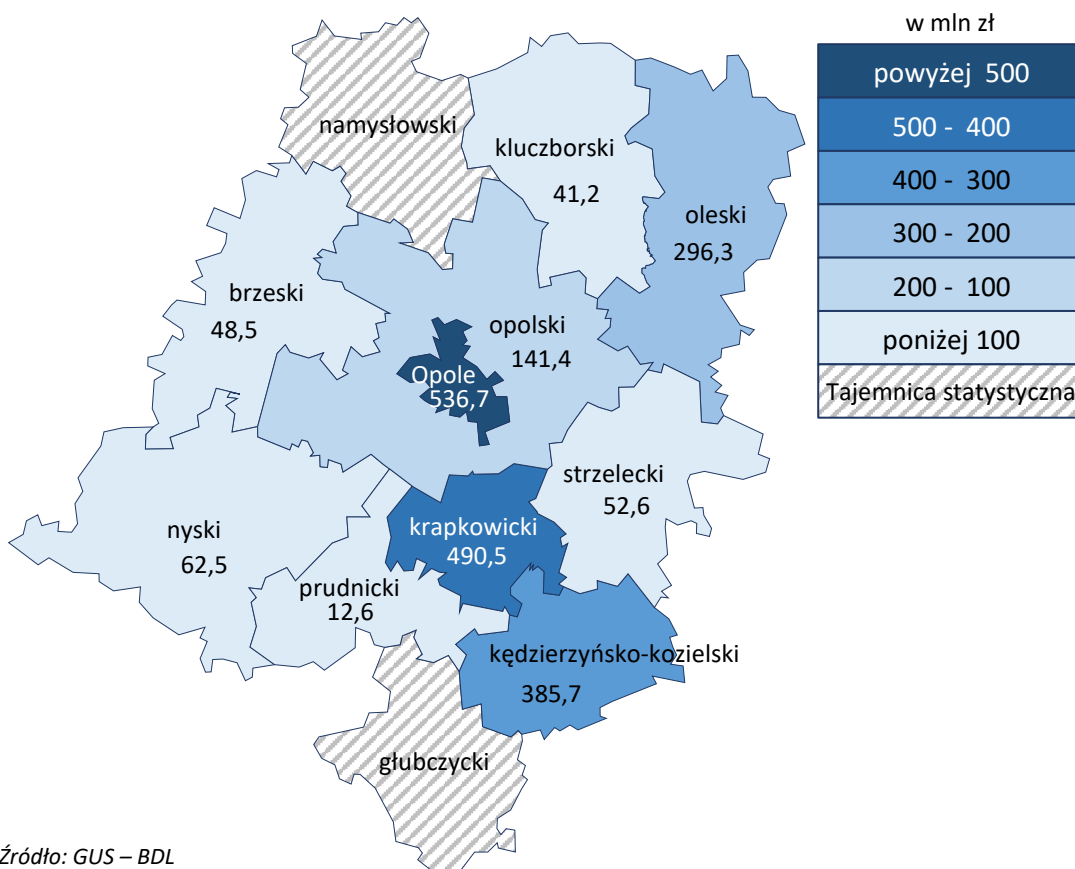 w mln zł
powyżej 500
500 - 400
400 - 300
300 - 200
200 - 100
poniżej 100
Tajemnica statystyczna
namysłowski
kluczborski
41,2
oleski
296,3
brzeski
48,5
opolski
141,4
Opole
536,7
strzelecki
52,6
nyski
62,5
krapkowicki
490,5
prudnicki
12,6
kędzierzyńsko-kozielski
385,7
głubczycki
Źródło: GUS – BDL